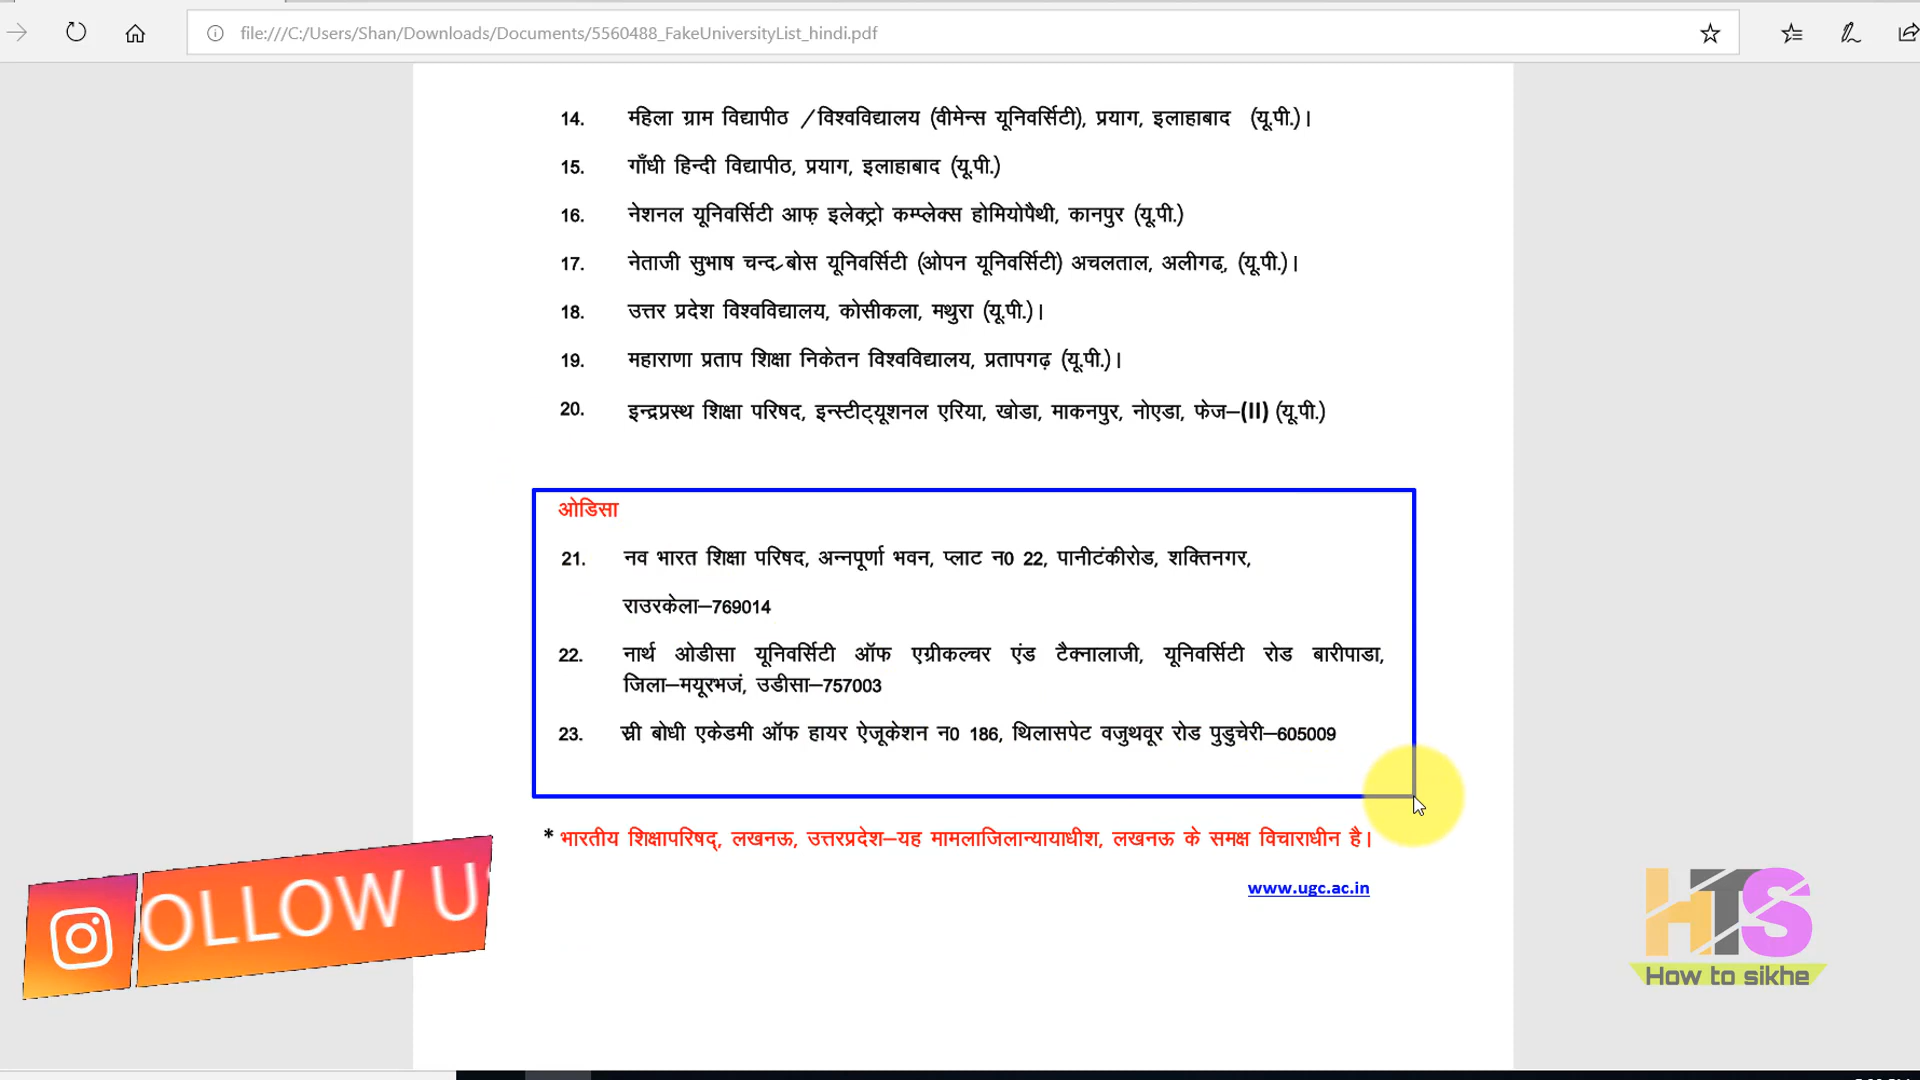 file:///C:/Users/Shan/Downloads/Documents/5560488_FakeUniversityList_hindi.pdf
14. महिला ग्राम विद्यापीठ /विश्वविद्यालय (वीमेन्स यूनिवर्सिटी), प्रयाग, इलाहाबाद (यू.पी.)।
15. गाँधी हिन्दी विद्यापीठ, प्रयाग, इलाहाबाद (यू.पी.)
16. नेशनल यूनिवर्सिटी आफ़ इलेक्ट्रो कम्प्लेक्स होमियोपैथी, कानपुर (यू.पी.)
17. नेताजी सुभाष चन्द्र बोस यूनिवर्सिटी (ओपन यूनिवर्सिटी) अचलताल, अलीगढ़, (यू.पी.)।
18. उत्तर प्रदेश विश्वविद्यालय, कोसीकला, मथुरा (यू.पी.)।
19. महाराणा प्रताप शिक्षा निकेतन विश्वविद्यालय, प्रतापगढ़ (यू.पी.)।
20. इन्द्रप्रस्थ शिक्षा परिषद, इन्स्टीट्यूशनल एरिया, खोडा, माकनपुर, नोएडा, फेज–(II) (यू.पी.)
ओडिसा
21. नव भारत शिक्षा परिषद, अन्नपूर्णा भवन, प्लाट न0 22, पानीटंकीरोड, शक्तिनगर,
राउरकेला–769014
22. नार्थ ओडीसा यूनिवर्सिटी ऑफ एग्रीकल्चर एंड टैक्नालाजी, यूनिवर्सिटी रोड बारीपाडा,
जिला–मयूरभजं, उडीसा–757003
23. स्री बोधी एकेडमी ऑफ हायर ऐजूकेशन न0 186, थिलासपेट वजुथवूर रोड पुडुचेरी–605009
* भारतीय शिक्षापरिषद्, लखनऊ, उत्तरप्रदेश–यह मामलाजिलान्यायाधीश, लखनऊ के समक्ष विचाराधीन है।
www.ugc.ac.in
OLLOW U
HTS
How to sikhe